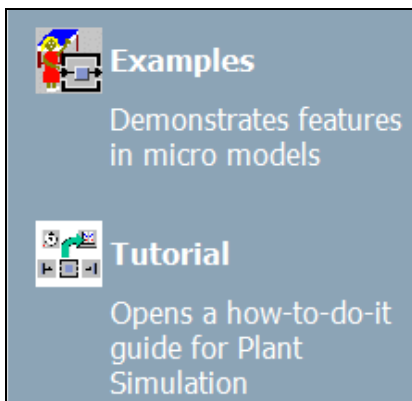 Examples
Demonstrates features
in micro models
Tutorial
Opens a how-to-do-it
guide for Plant
Simulation